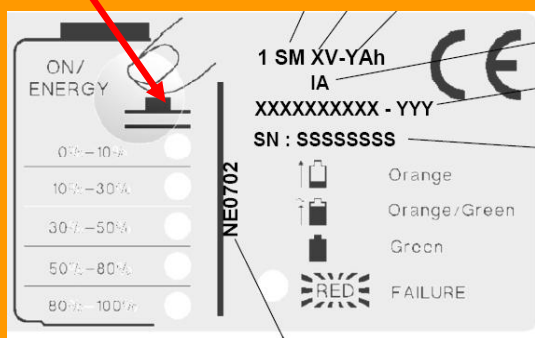 ON/
ENERGY
0%-10%
10%-30%
30%-50%
50%-80%
80%-100%
NE0702
1 SM XV-YAh
IA
XXXXXXXXXX - YYY
SN : SSSSSSSS
CE
Orange
Orange/Green
Green
RED FAILURE